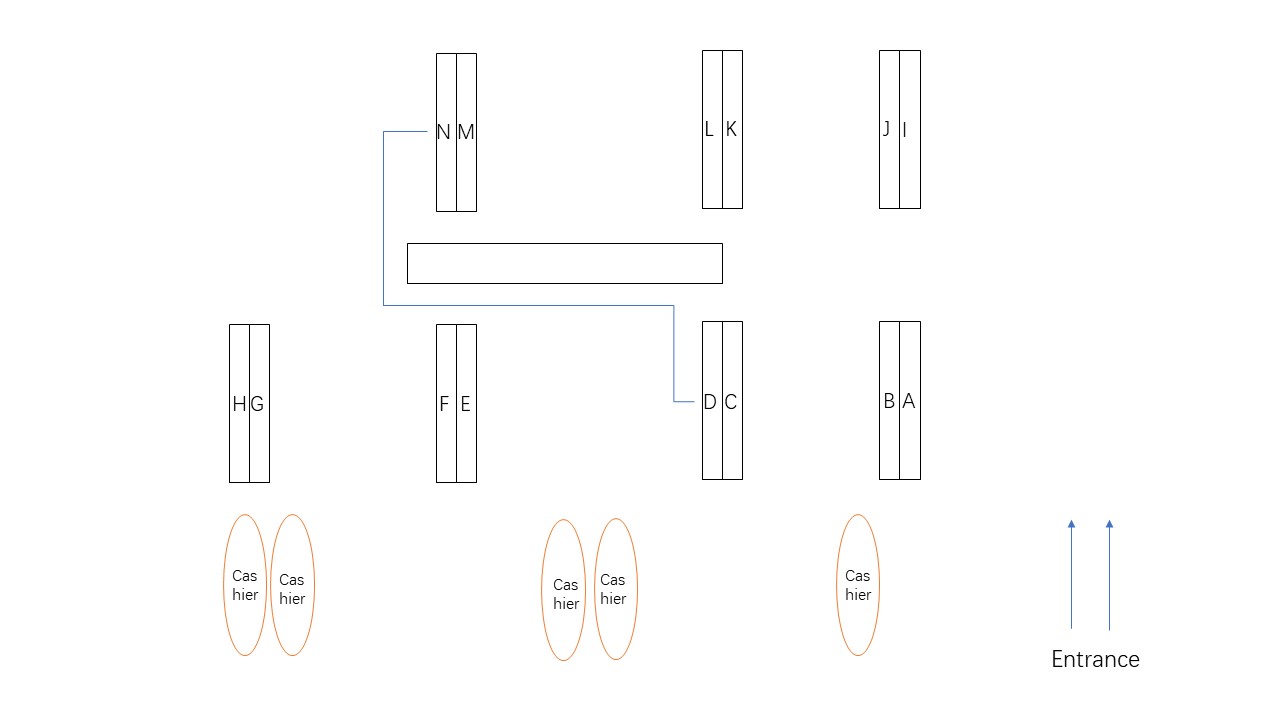 N M
L K
J I
H G
F E
D C
B A
Cas
hier
Cas
hier
Cas
hier
Cas
hier
Cas
hier
Entrance